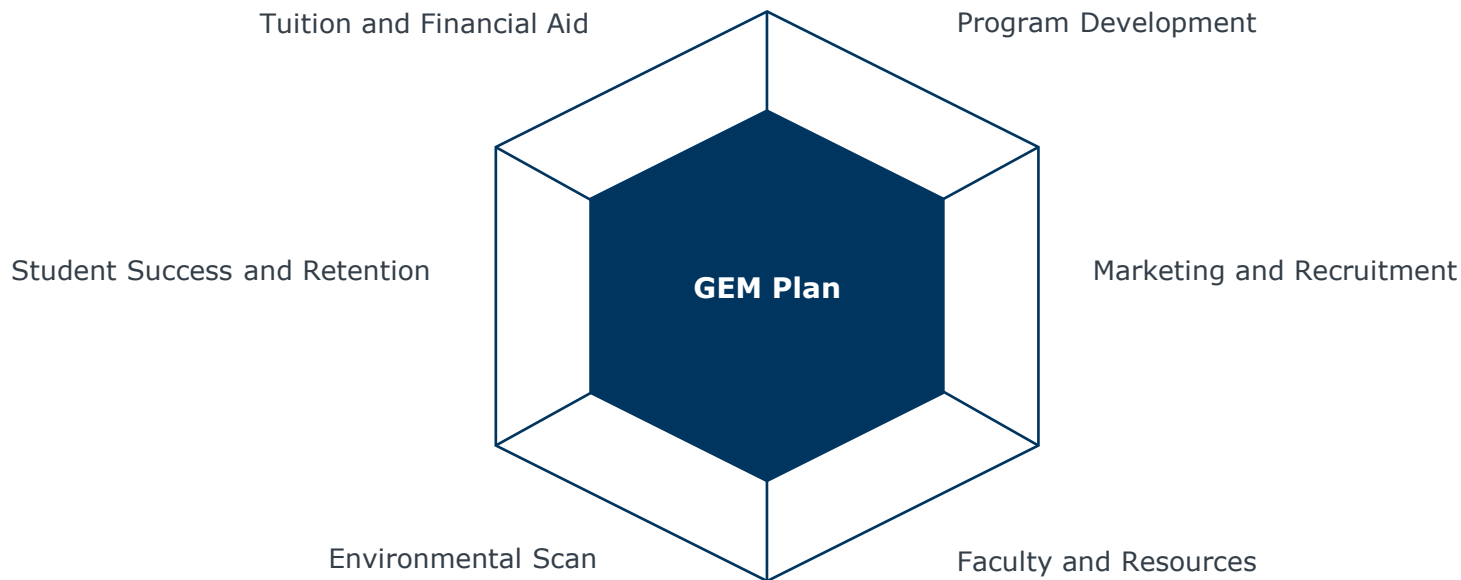 Tuition and Financial Aid
Program Development
Student Success and Retention
Marketing and Recruitment
GEM Plan
Environmental Scan
Faculty and Resources